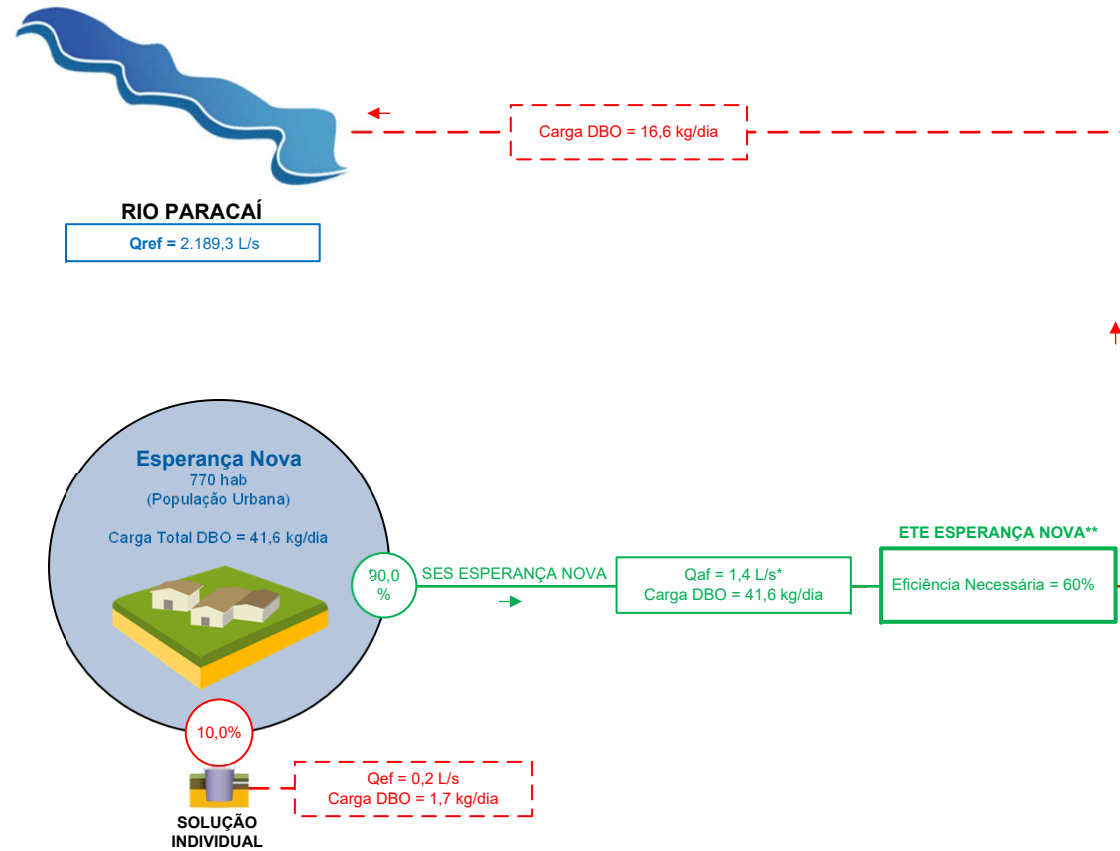 Carga DBO = 16,6 kg/dia
RIO PARACAÍ
Qref = 2.189,3 L/s
Esperança Nova
770 hab
(População Urbana)
Carga Total DBO = 41,6 kg/dia
90,0
%
SES ESPERANÇA NOVA
Qaf = 1,4 L/s*
Carga DBO = 41,6 kg/dia
ETE ESPERANÇA NOVA**
Eficiência Necessária = 60%
10,0%
Qef = 0,2 L/s
Carga DBO = 1,7 kg/dia
SOLUÇÃO
INDIVIDUAL